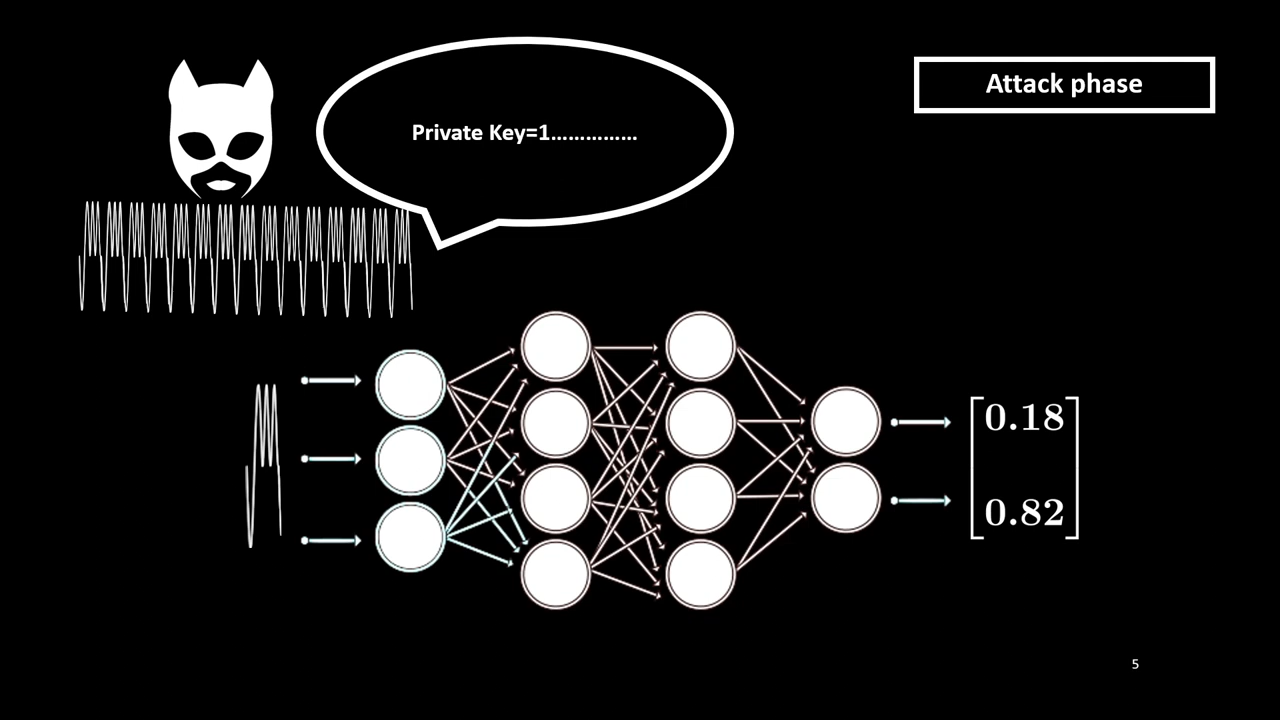 Attack phase
Private Key=1……………
0.18
0.82
5